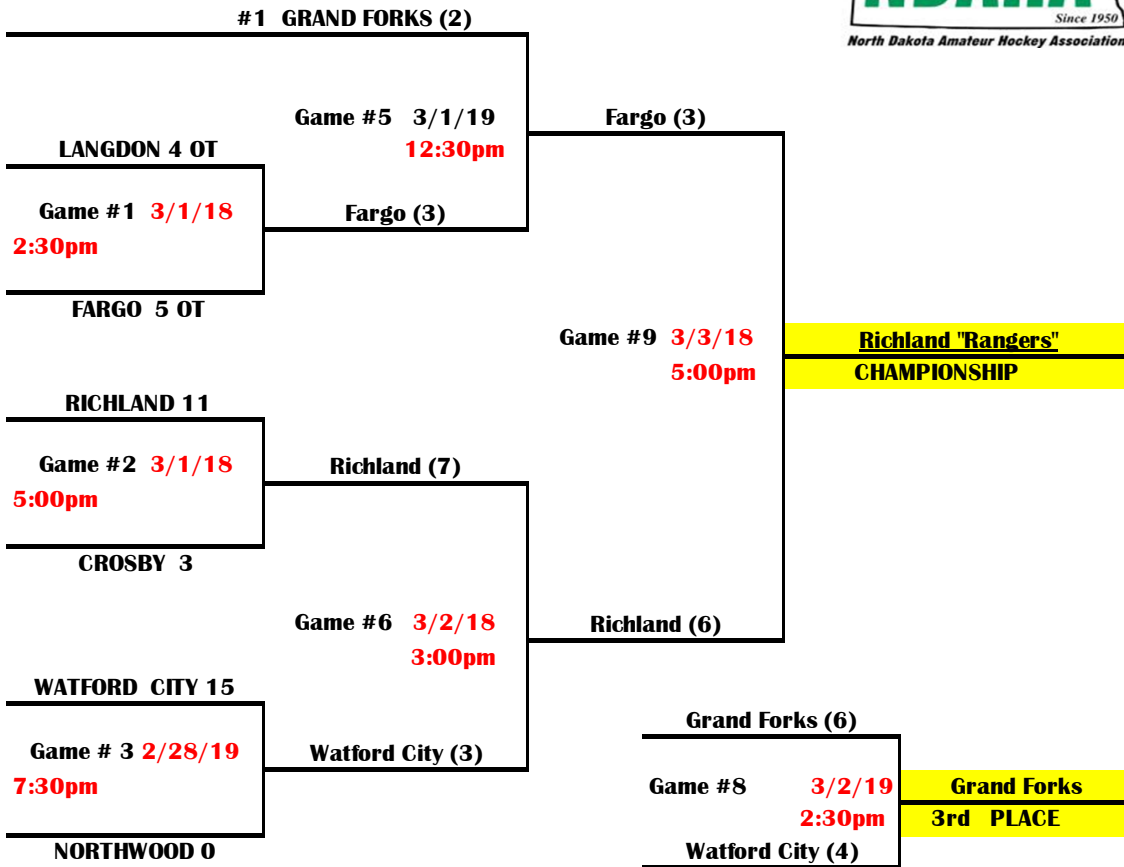 #1 GRAND FORKS (2)
Since 1950
North Dakota Amateur Hockey Association
Game #5 3/1/19
12:30pm
Fargo (3)
LANGDON 4 OT
Game #1 3/1/18
2:30pm
Fargo (3)
FARGO 5 OT
Game #9 3/3/18
5:00pm
Richland "Rangers"
CHAMPIONSHIP
RICHLAND 11
Game #2 3/1/18
5:00pm
Richland (7)
CROSBY 3
Game #6 3/2/18
3:00pm
Richland (6)
WATFORD CITY 15
Game # 3 2/28/19
7:30pm
Watford City (3)
NORTHWOOD 0
Grand Forks (6)
Game #8 3/2/19
2:30pm
Grand Forks
3rd PLACE
Watford City (4)